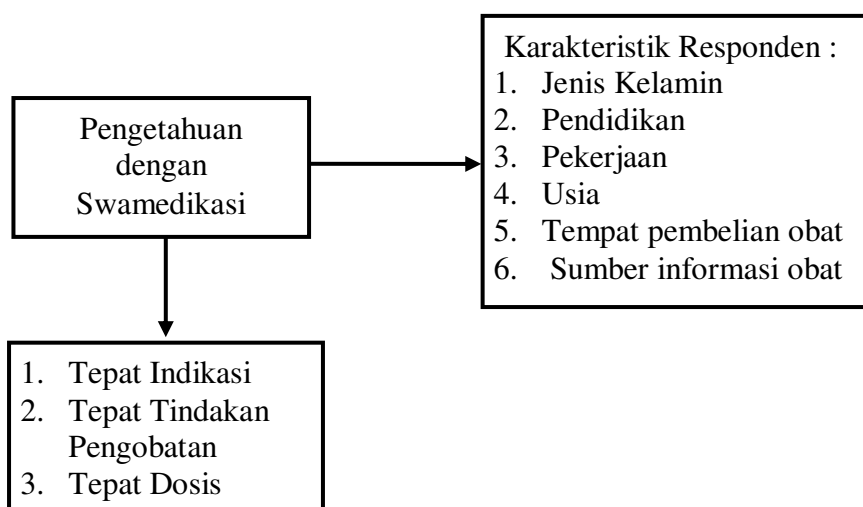 Pengetahuan
dengan
Swamedikasi
Karakteristik Responden :
1. Jenis Kelamin
2. Pendidikan
3. Pekerjaan
4. Usia
5. Tempat pembelian obat
6. Sumber informasi obat
1. Tepat Indikasi
2. Tepat Tindakan
Pengobatan
3. Tepat Dosis